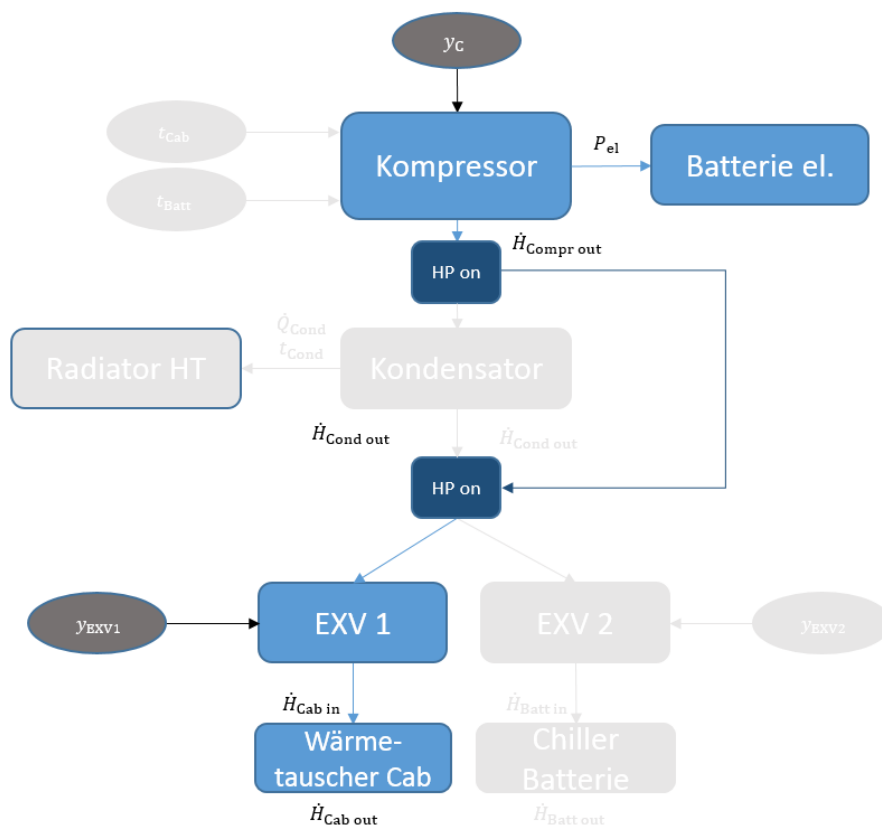 y_C
t_Cab
Kompressor
P_el
Batterie el.
t_Batt
Ḣ_Compr out
HP on
Q̇_Cond
t_Cond
Radiator HT
Kondensator
Ḣ_Cond out
Ḣ_Cond out
HP on
y_EXV1
EXV 1
EXV 2
y_EXV2
Ḣ_Cab in
Ḣ_Batt in
Wärme-
tauscher Cab
Chiller
Batterie
Ḣ_Cab out
Ḣ_Batt out